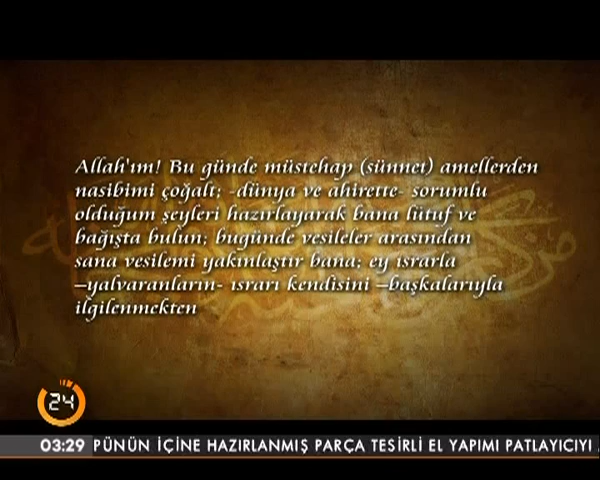 Allah'ım! Bu günde müstehap (sünnet) amellerden
nasibimi çoğalt; -dünya ve ahirette- sorumlu
olduğum şeyleri hazırlayarak bana lütuf ve
bağışta bulun; bugünde vesileler arasından
sana vesilemi yakınlaştır bana; ey ısrarla
–yalvaranların- ısrarı kendisini –başkalarıyla
ilgilenmekten
24
03:29 PÜNÜN İÇİNE HAZIRLANMIŞ PARÇA TESİRLİ EL YAPIMI PATLAYICIYI